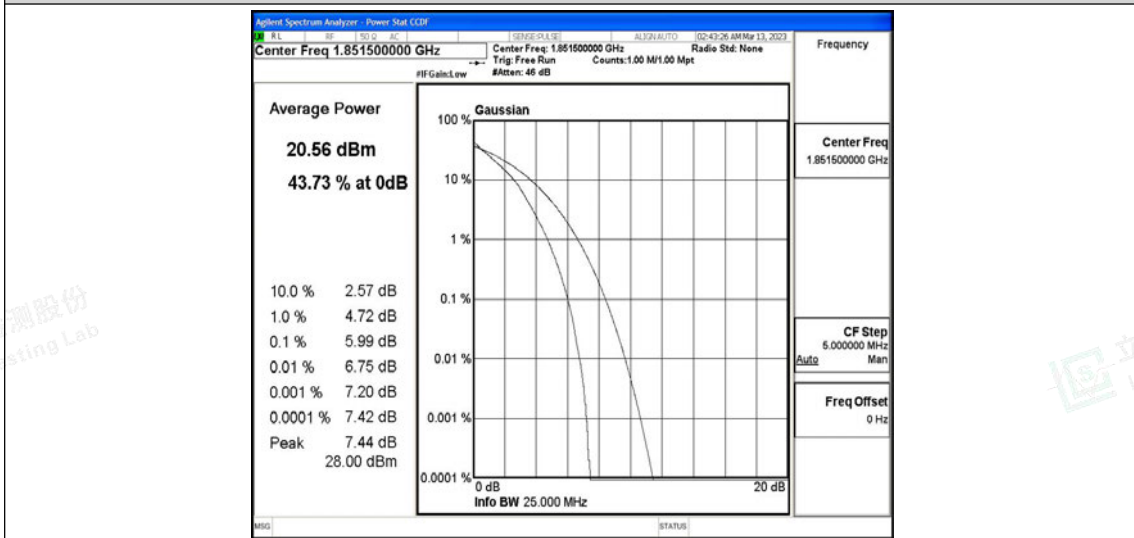 Agilent Spectrum Analyzer - Power Stat CCDF
RL RF 50 Ω AC SENSE:PULSE ALIGN AUTO 02:43:26 AM Mar 13, 2023
Center Freq 1.851500000 GHz
Center Freq: 1.851500000 GHz Radio Std: None
Trig: Free Run Counts:1.00 M/1.00 Mpt
#IFGain:Low #Atten: 46 dB
Frequency
Average Power
20.56 dBm
43.73 % at 0dB
10.0 % 2.57 dB
1.0 % 4.72 dB
0.1 % 5.99 dB
0.01 % 6.75 dB
0.001 % 7.20 dB
0.0001 % 7.42 dB
Peak 7.44 dB
28.00 dBm
Gaussian
100 %
10 %
1 %
0.1 %
0.01 %
0.001 %
0.0001 %
0 dB 20 dB
Info BW 25.000 MHz
Center Freq
1.851500000 GHz
CF Step
5.000000 MHz
Auto Man
Freq Offset
0 Hz
MSG STATUS
测股份
sting Lab
立